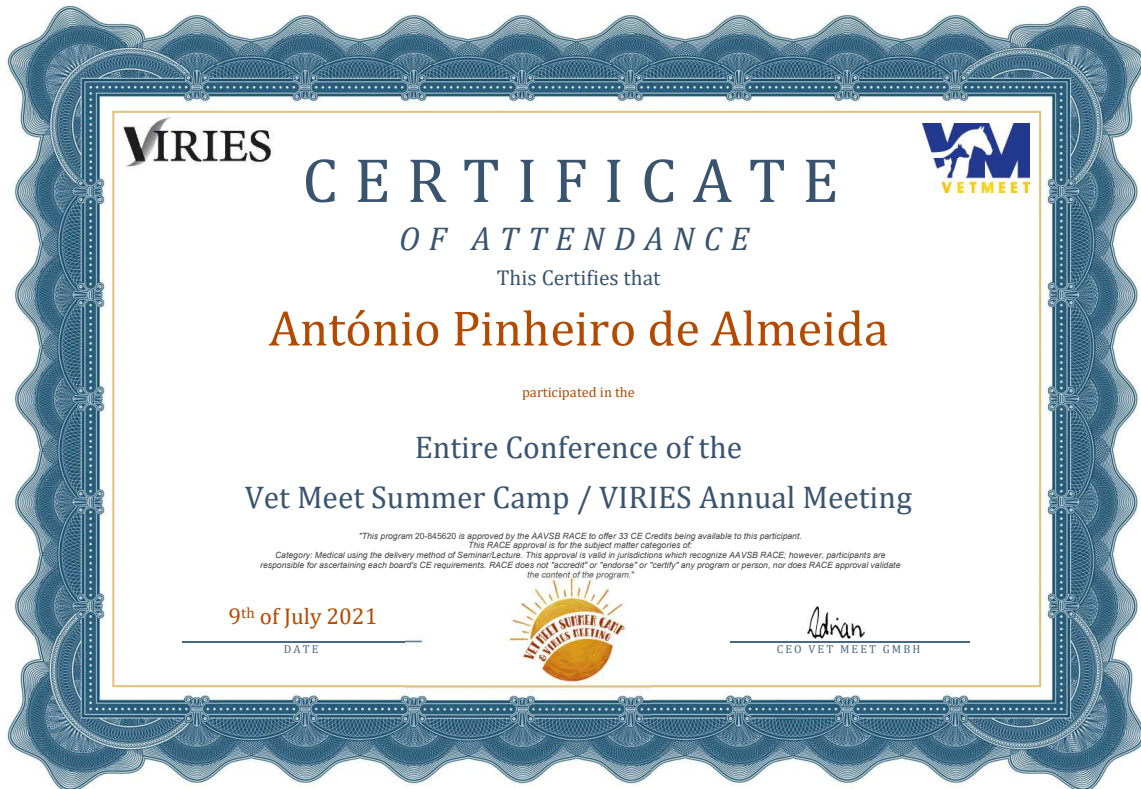 VIRIES
VM
VETMEET
CERTIFICATE
OF ATTENDANCE
This Certifies that
António Pinheiro de Almeida
participated in the
Entire Conference of the
Vet Meet Summer Camp / VIRIES Annual Meeting
"This program 20-845620 is approved by the AAVSB RACE to offer 33 CE Credits being available to this participant.
This RACE approval is for the subject matter categories of:
Category: Medical using the delivery method of Seminar/Lecture. This approval is valid in jurisdictions which recognize AAVSB RACE; however, participants are
responsible for ascertaining each board's CE requirements. RACE does not "accredit" or "endorse" or "certify" any program or person, nor does RACE approval validate
the content of the program."
9th of July 2021
DATE
VET MEET SUMMER CAMP
& VIRIES MEETING
Adrian
CEO VET MEET GMBH